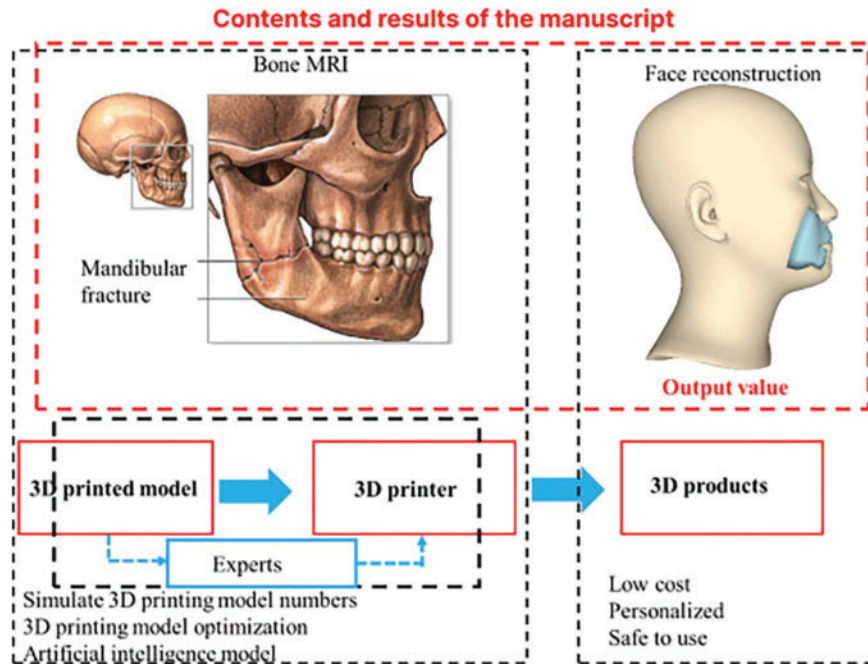 Contents and results of the manuscript
Bone MRI
Mandibular
fracture
Face reconstruction
Output value
3D printed model
3D printer
3D products
Experts
Simulate 3D printing model numbers
3D printing model optimization
Artificial intelligence model
Low cost
Personalized
Safe to use